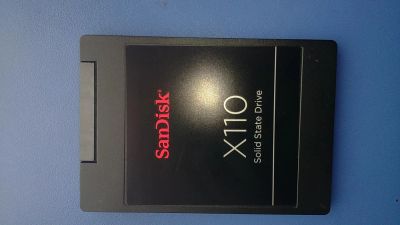 SanDisk®
X110
Solid State Drive